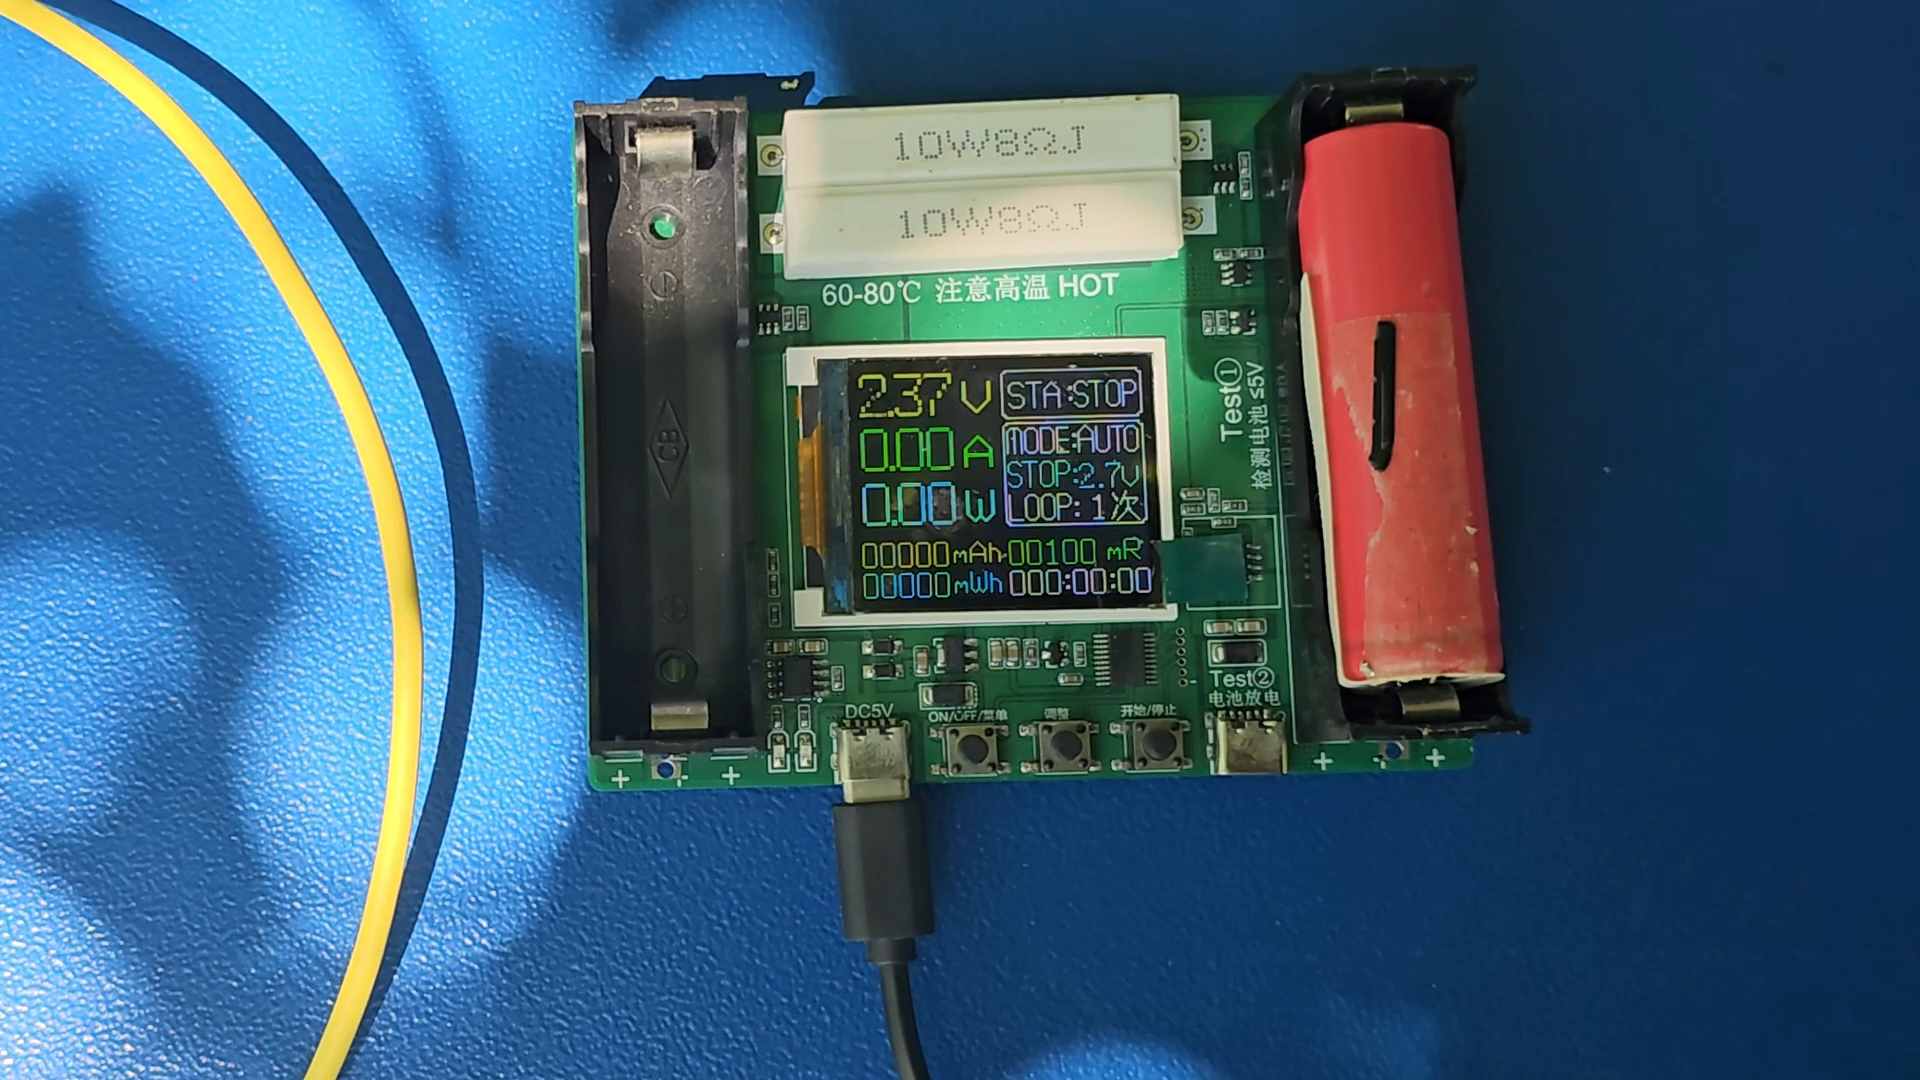 10W8ΩJ
10W8ΩJ
60-80℃ 注意高温 HOT
2.37V
STA:STOP
0.00A
MODE:AUTO
STOP:2.7V
0.00W
LOOP: 1次
00000mAh 00100 mR
00000mWh 000:00:00
Test①
检测电池 ≤5V
CB
Test②
电池放电
DC5V
ON/OFF/菜单
调整
开始/停止
+
+
+
+